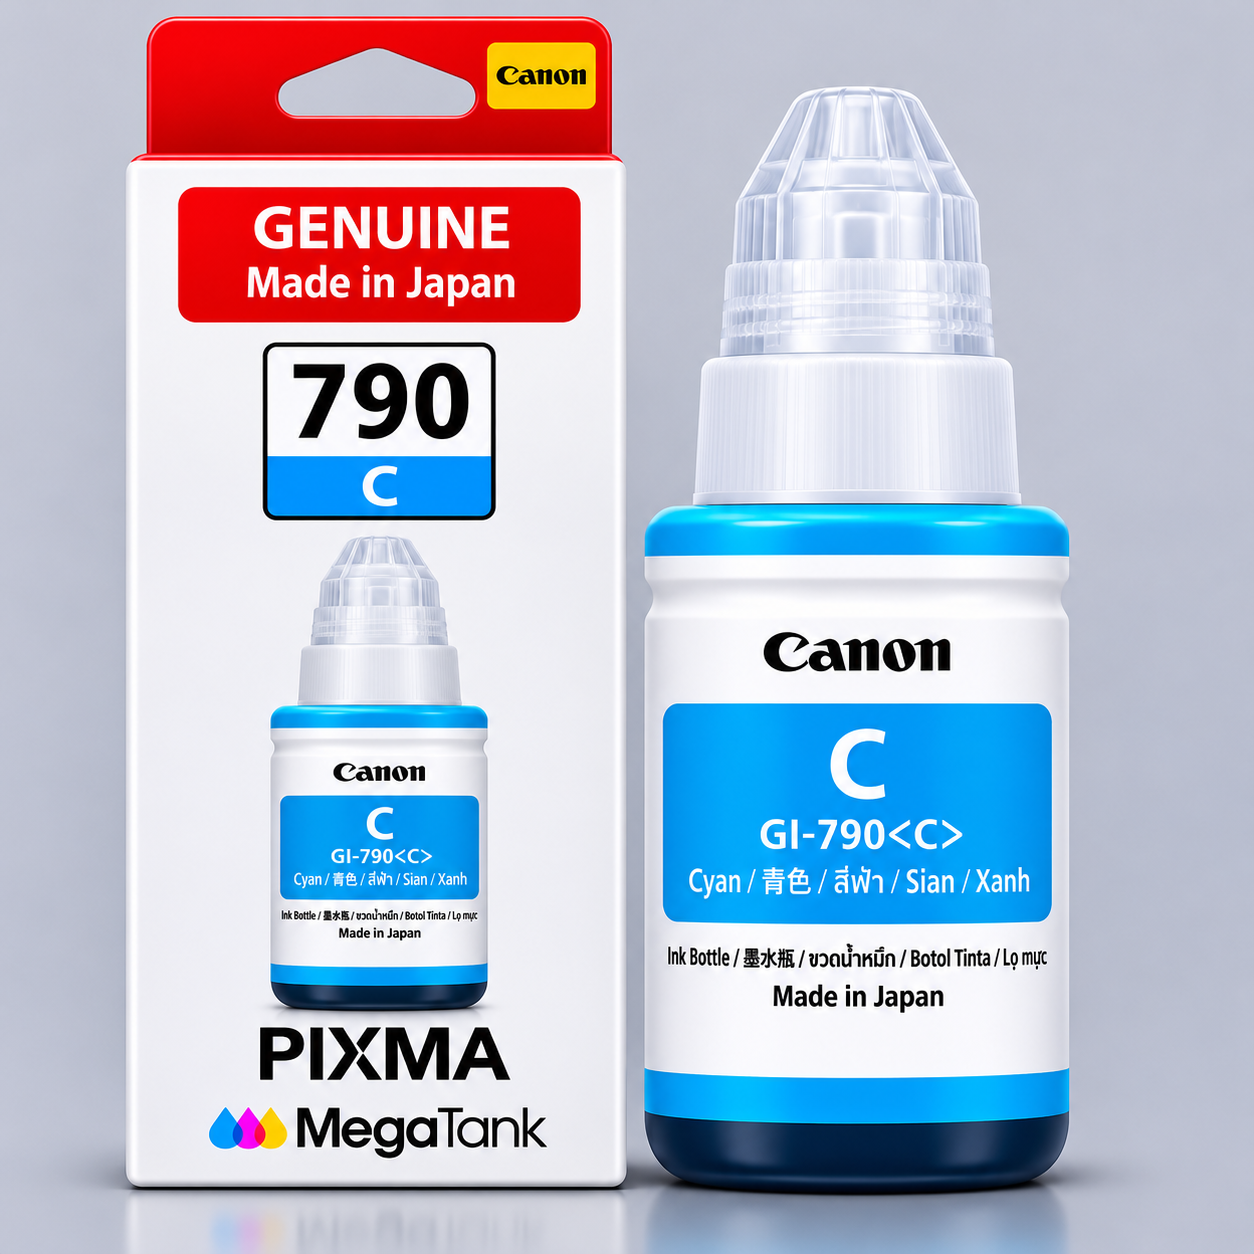 Canon
GENUINE
Made in Japan
790
C
Canon
C
GI-790<C>
Cyan / 青色 / สีฟ้า / Sian / Xanh
Ink Bottle / 墨水瓶 / ขวดน้ำหมึก / Botol Tinta / Lọ mực
Made in Japan
PIXMA
MegaTank
Canon
C
GI-790<C>
Cyan / 青色 / สีฟ้า / Sian / Xanh
Ink Bottle / 墨水瓶 / ขวดน้ำหมึก / Botol Tinta / Lọ mực
Made in Japan